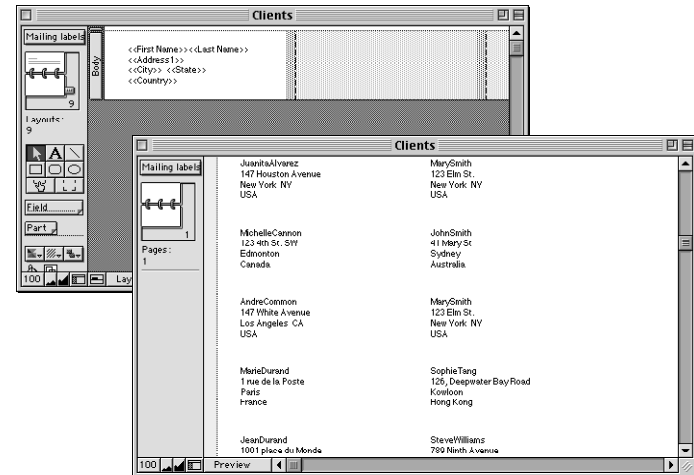 Clients
Mailing labels
9
Layouts:
9
A
Field
Part
100
Lay
Body
<<First Name>><<Last Name>>
<<Address1>>
<<City>> <<State>>
<<Country>>
Clients
Mailing labels
1
Pages:
1
JuanitaAlvarez
147 Houston Avenue
New York NY
USA
MarySmith
123 Elm St.
New York NY
USA
MichelleCannon
123 4th St. SW
Edmonton
Canada
JohnSmith
41 Mary St
Sydney
Australia
AndreCommon
147 White Avenue
Los Angeles CA
USA
MarySmith
123 Elm St.
New York NY
USA
MarieDurand
1 rue de la Poste
Paris
France
SophieTang
126, Deepwater Bay Road
Kowloon
Hong Kong
JeanDurand
1001 place du Monde
SteveWilliams
789 Ninth Avenue
100
Preview